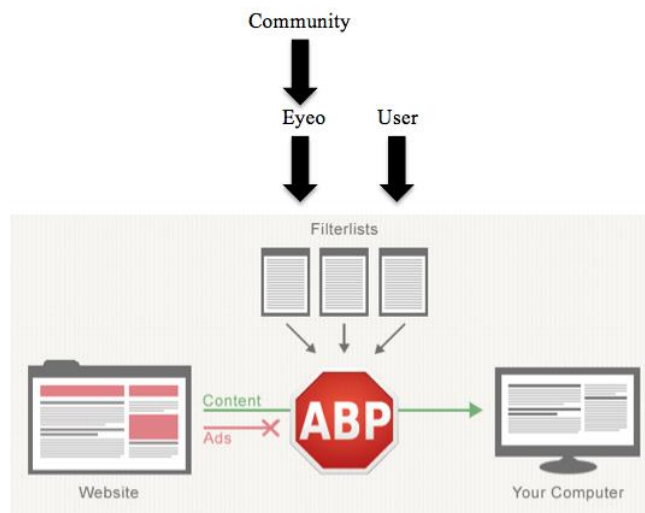 Community
Eyeo User
Filterlists
Content
ABP
Ads
Website
Your Computer